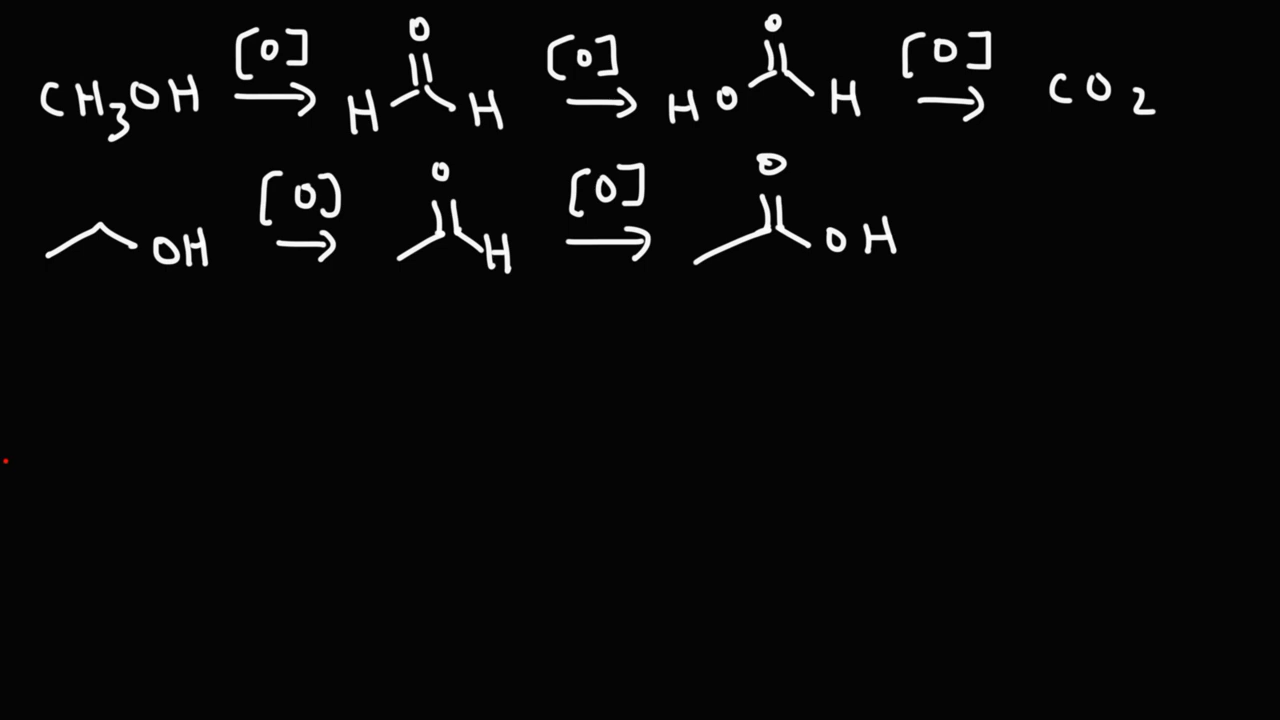 CH3OH [O] → H O H [O] → HO O H [O] → CO2
OH [O] → O H [O] → O OH